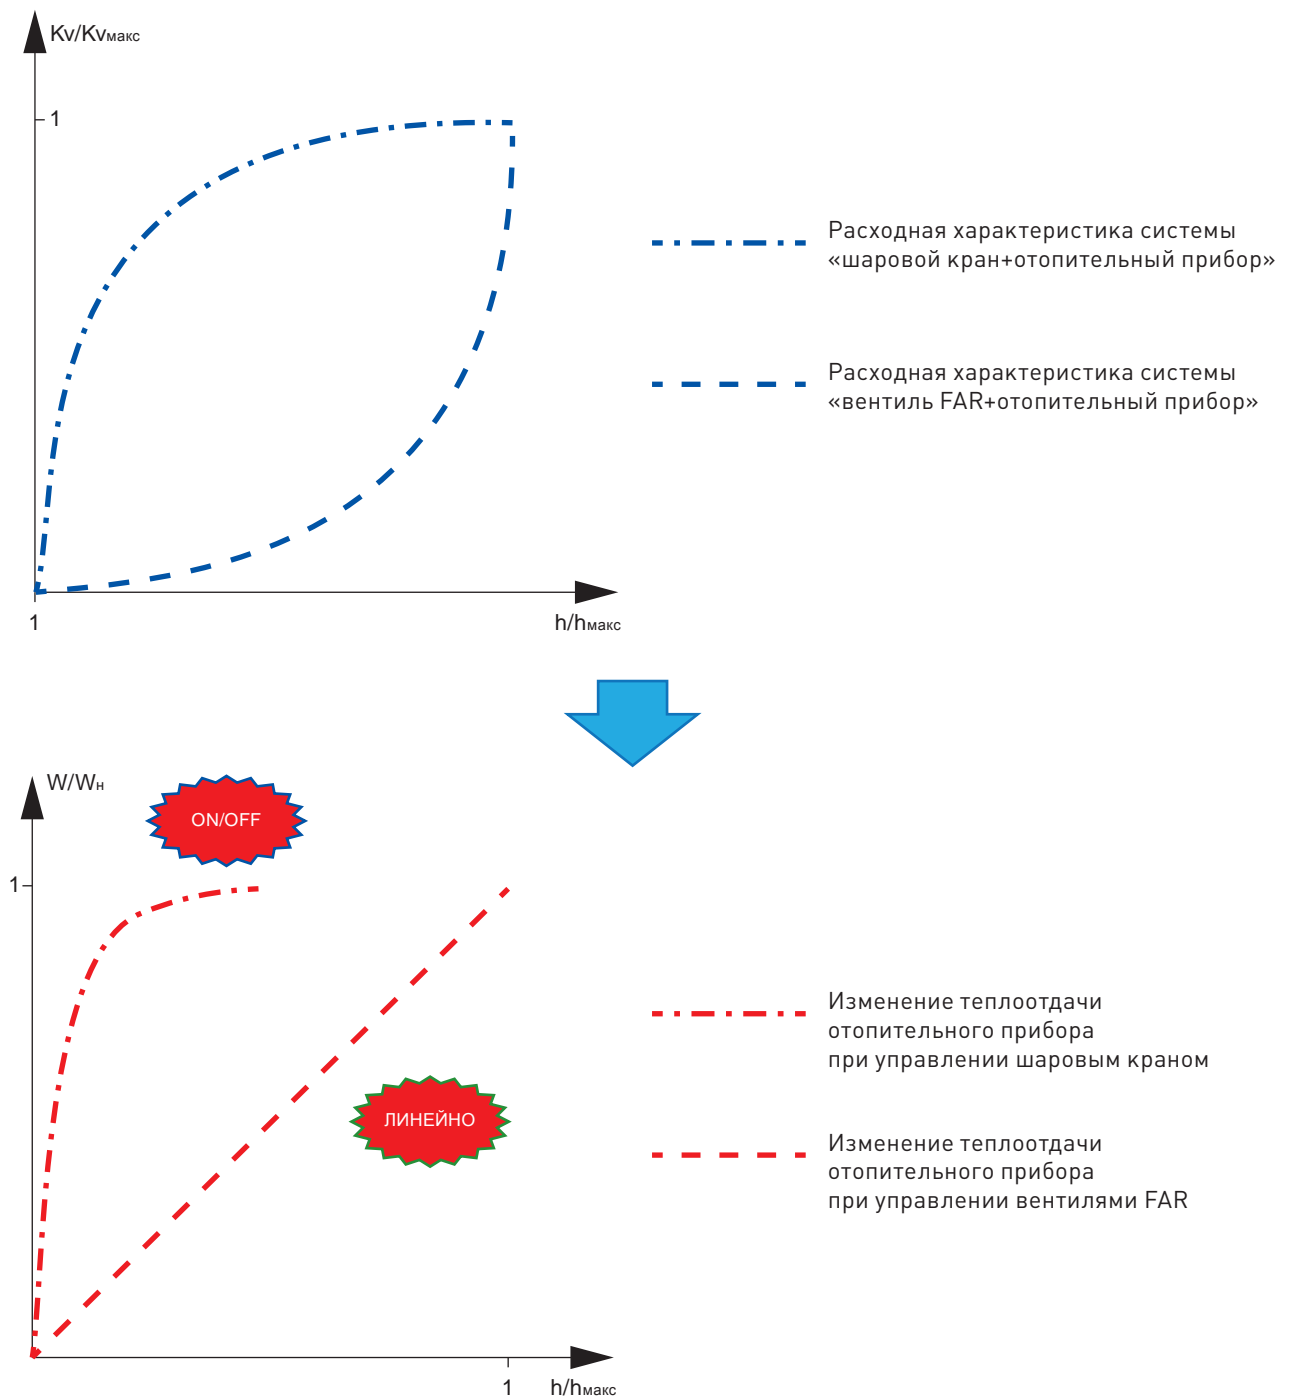 Kv/Kvмакс
1
Расходная характеристика системы
«шаровой кран+отопительный прибор»
Расходная характеристика системы
«вентиль FAR+отопительный прибор»
1
h/hмакс
W/Wн
ON/OFF
1
Изменение теплоотдачи
отопительного прибора
при управлении шаровым краном
ЛИНЕЙНО
Изменение теплоотдачи
отопительного прибора
при управлении вентилями FAR
1
h/hмакс